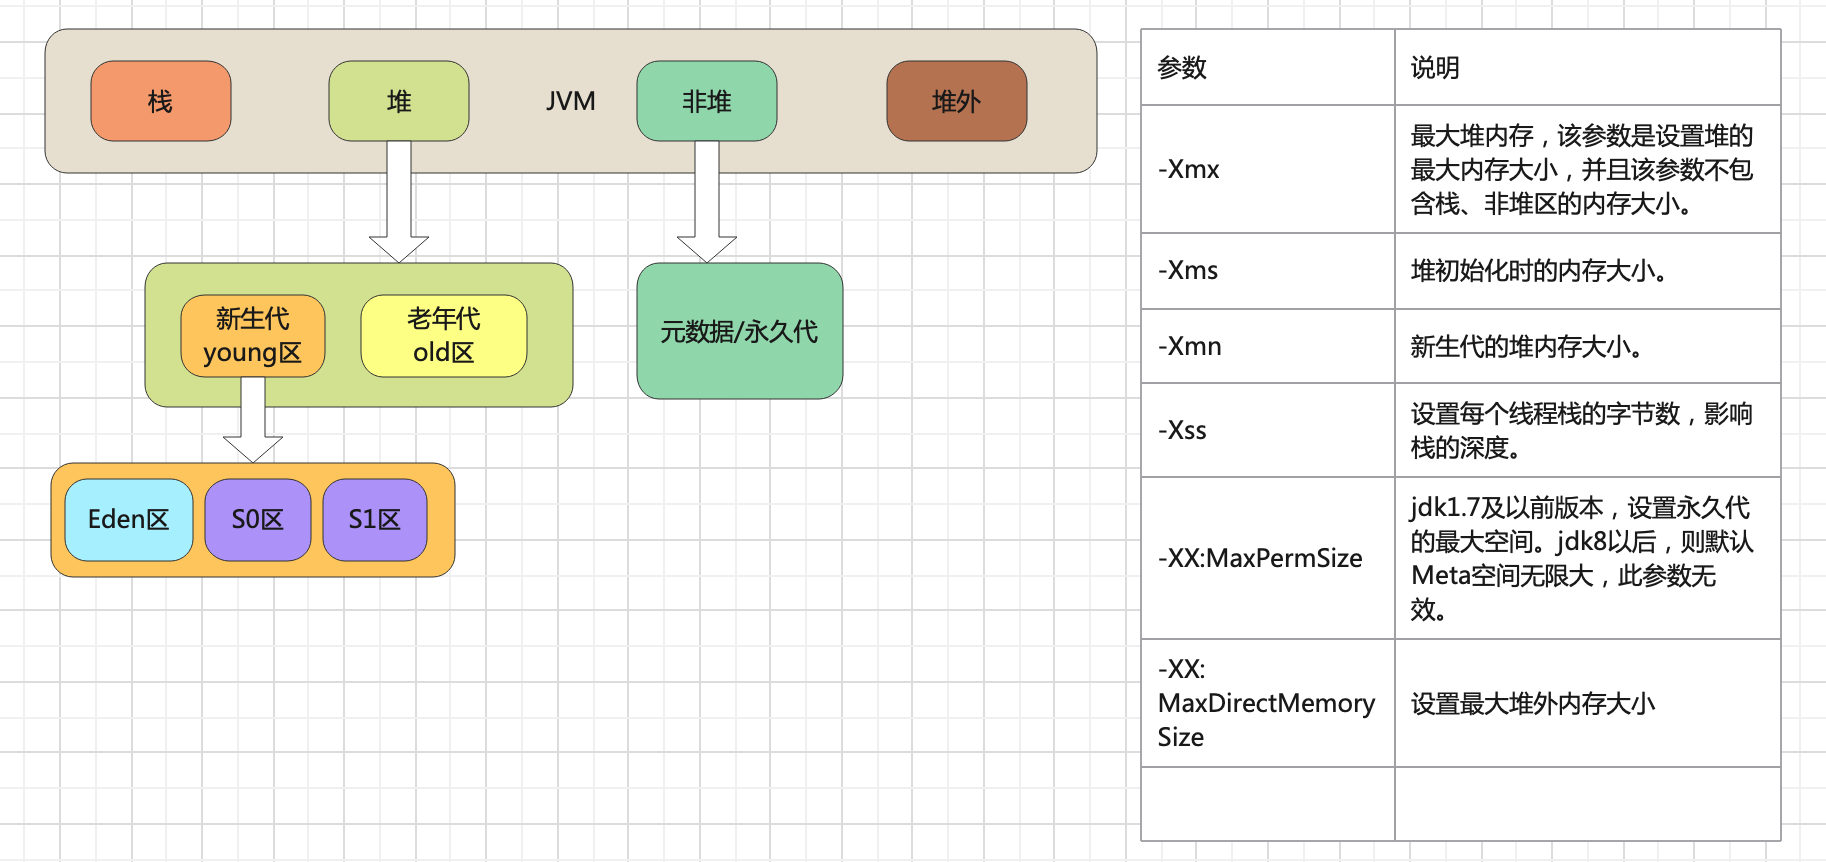 栈
堆
JVM
非堆
堆外
新生代
young区
老年代
old区
元数据/永久代
Eden区
S0区
S1区
参数
说明
-Xmx
最大堆内存，该参数是设置堆的
最大内存大小，并且该参数不包
含栈、非堆区的内存大小。
-Xms
堆初始化时的内存大小。
-Xmn
新生代的堆内存大小。
-Xss
设置每个线程栈的字节数，影响
栈的深度。
-XX:MaxPermSize
jdk1.7及以前版本，设置永久代
的最大空间。jdk8以后，则默认
Meta空间无限大，此参数无
效。
-XX:
MaxDirectMemory
Size
设置最大堆外内存大小